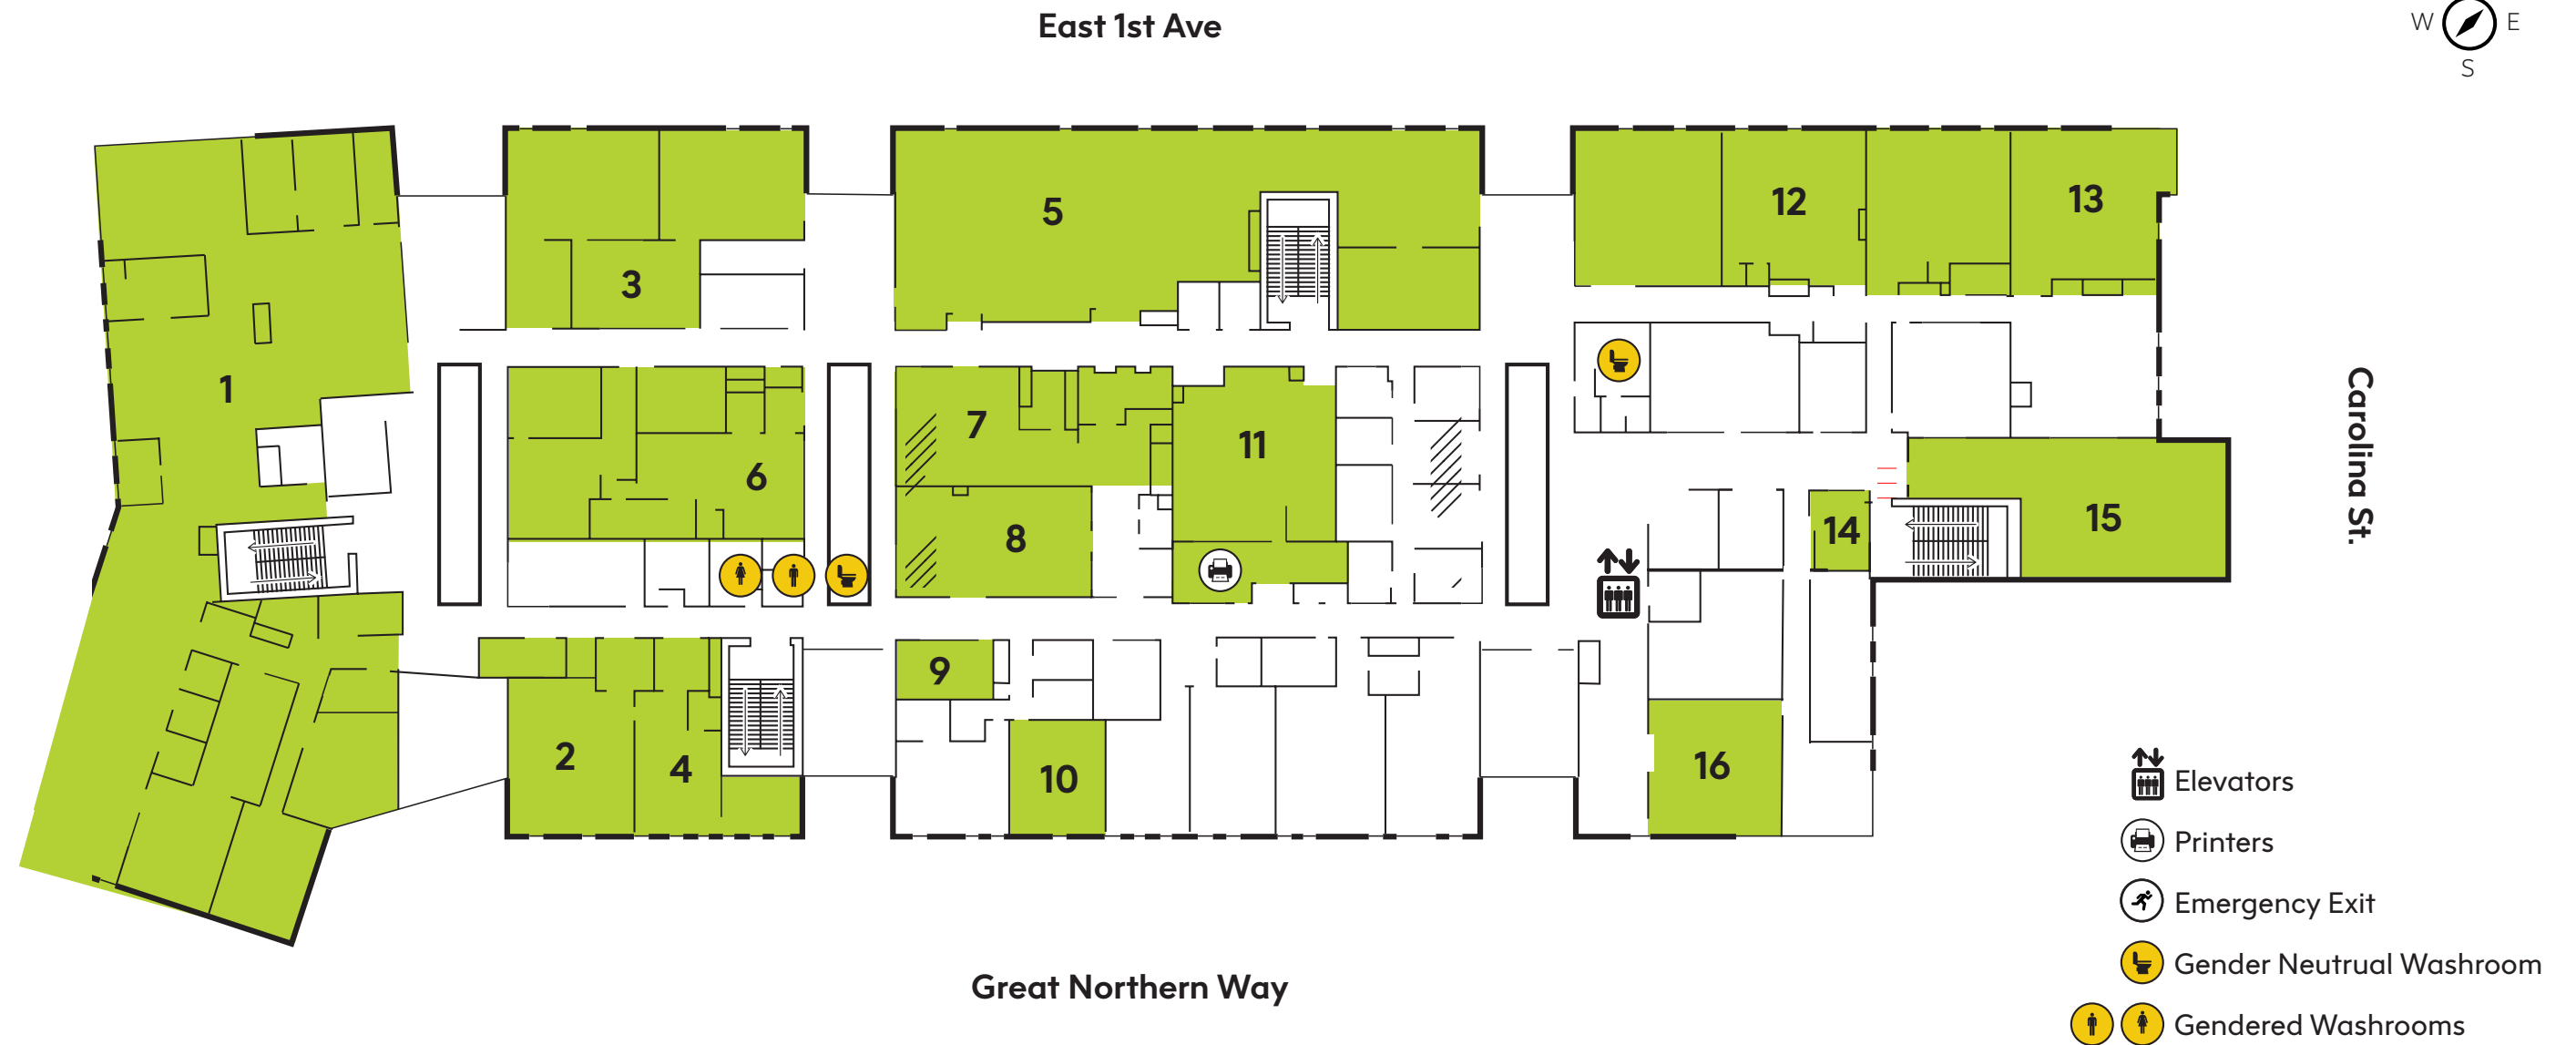 East 1st Ave
W E
S
5
12
13
3
1
7
11
6
8
14
15
Carolina St.
9
2
4
10
16
Elevators
Printers
Emergency Exit
Gender Neutrual Washroom
Gendered Washrooms
Great Northern Way